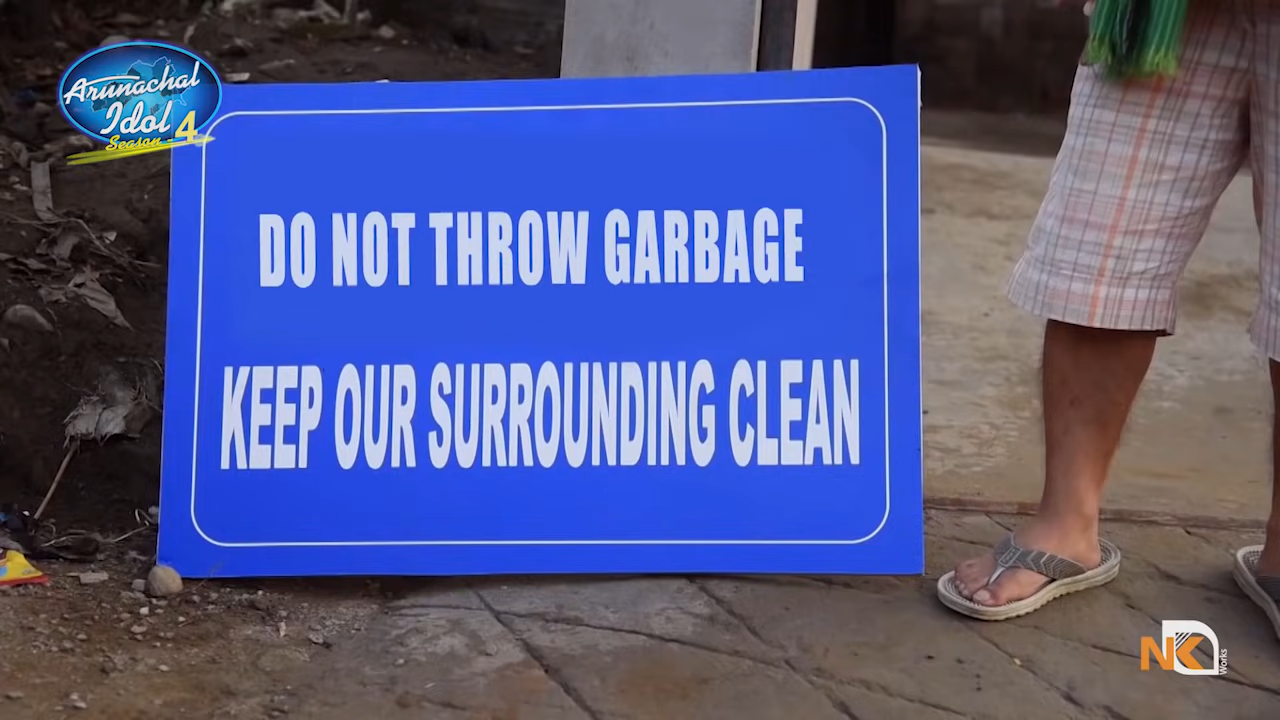 Arunachal
Idol
Season - 4
DO NOT THROW GARBAGE
KEEP OUR SURROUNDING CLEAN
NK
Works